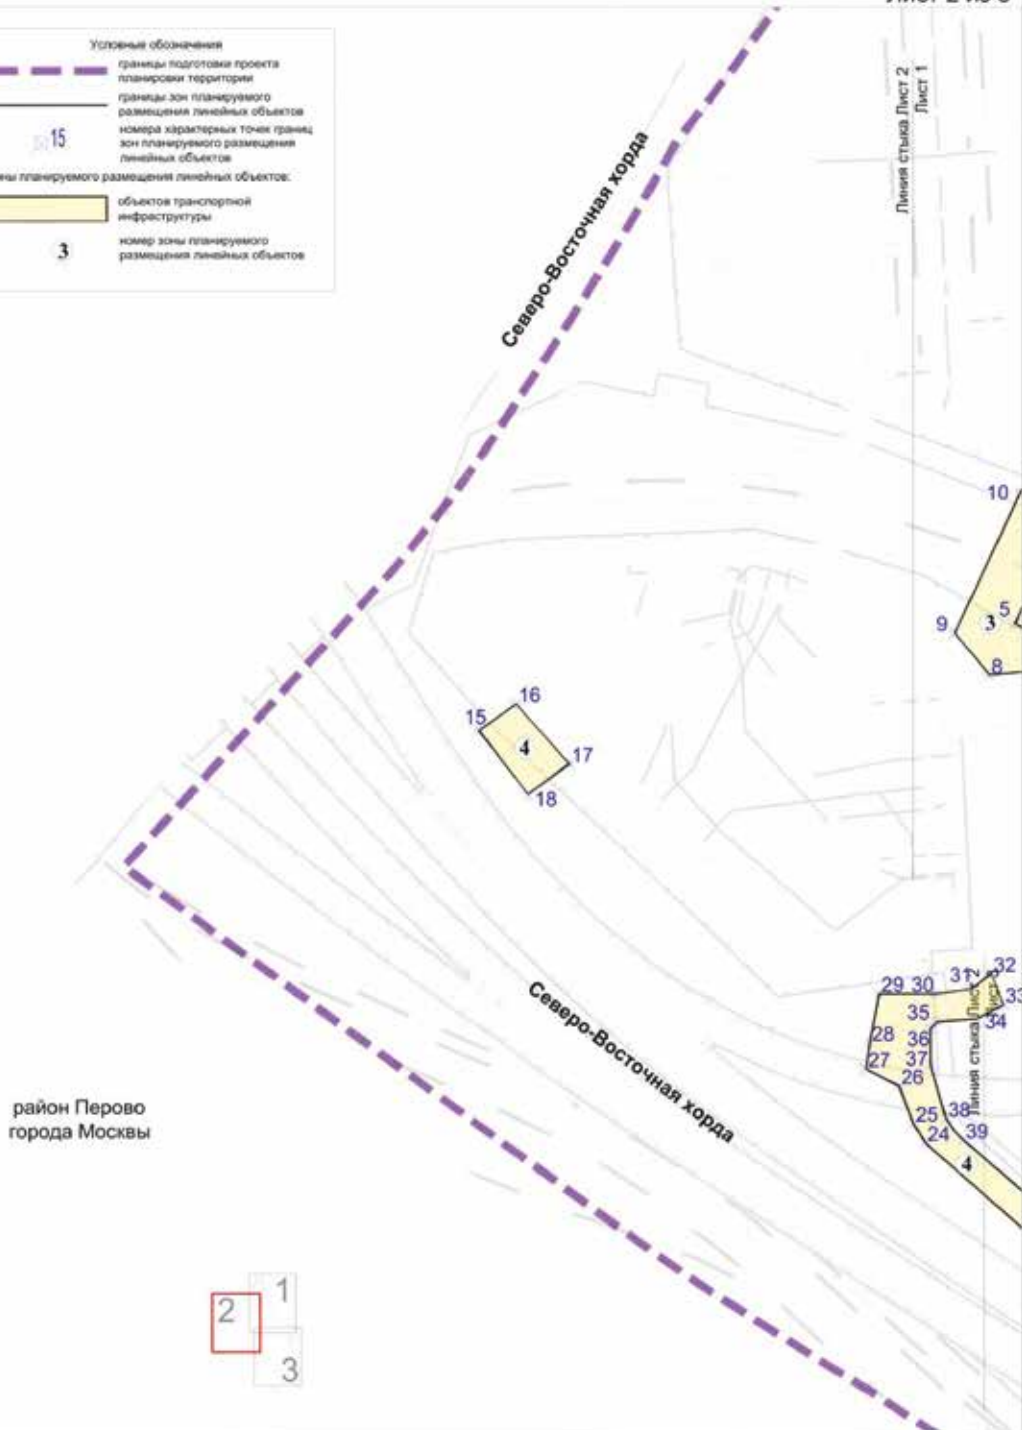 Условные обозначения
границы подготовки проекта
планировки территории
границы зон планируемого
размещения линейных объектов
15
номера характерных точек границ
зон планируемого размещения
линейных объектов
планируемого размещения линейных объектов:
объектов транспортной
инфраструктуры
3
номер зоны планируемого
размещения линейных объектов
Северо-Восточная хорда
Линия стыка Лист 2
Лист 1
10
9
3
5
8
15
16
4
17
18
29
30
31
32
33
34
35
28
36
27
37
26
25
38
24
39
4
Линия стыка Лист 2
Лист 3
Северо-Восточная хорда
район Перово
города Москвы
1
2
3